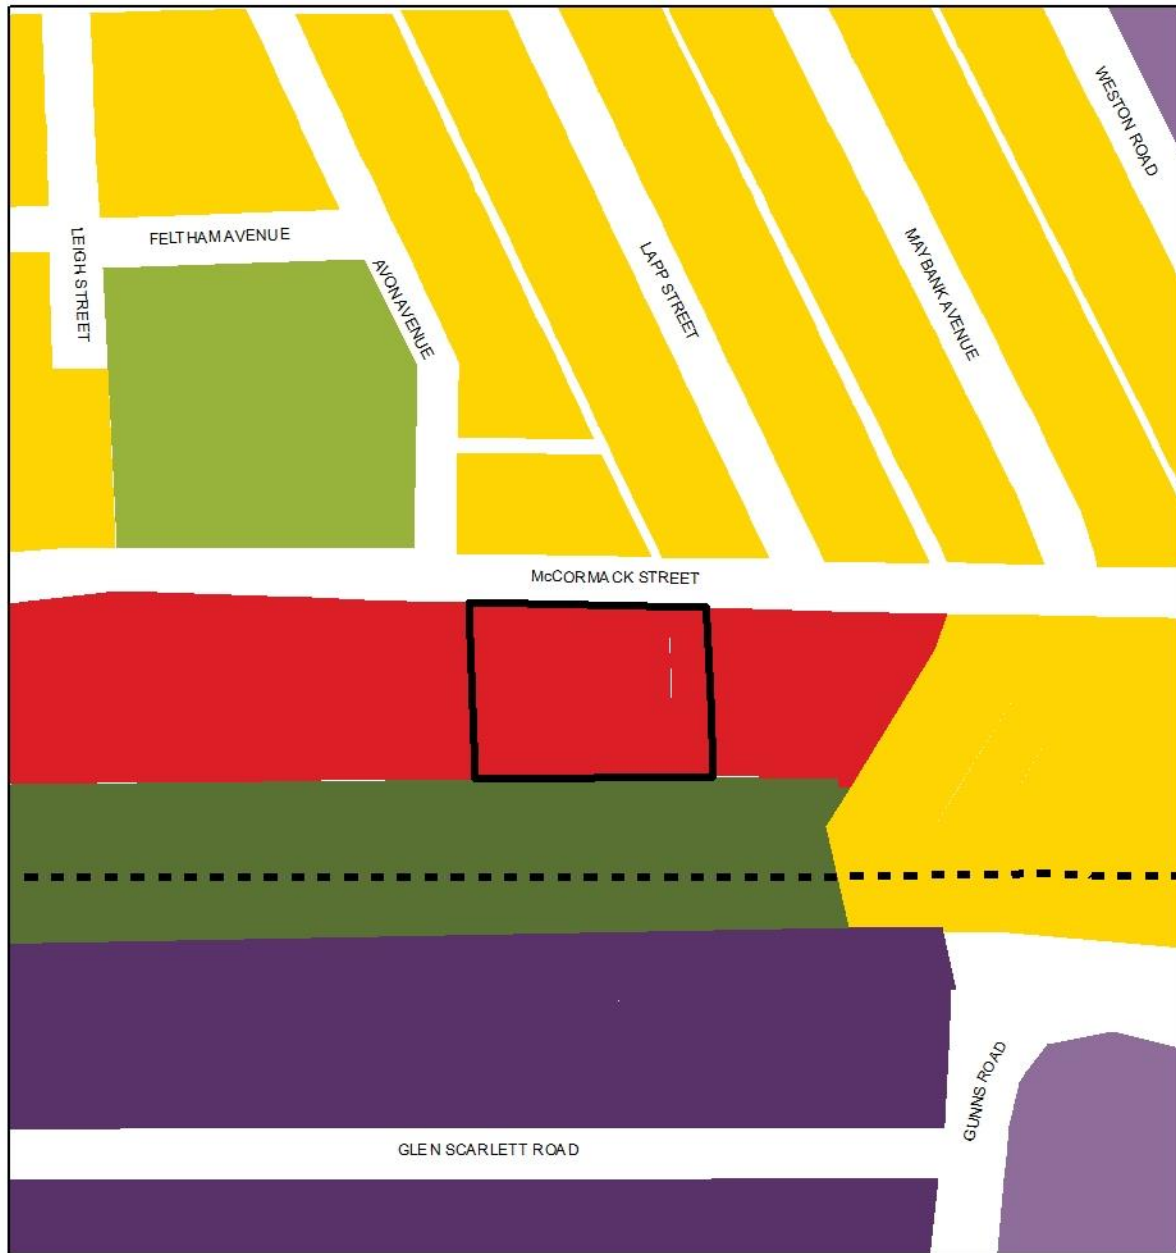 WESTON ROAD
LEIGH STREET
FELTHAM AVENUE
AVON AVENUE
LAPP STREET
MAYBANK AVENUE
McCORMACK STREET
GUNNS ROAD
GLEN SCARLETT ROAD